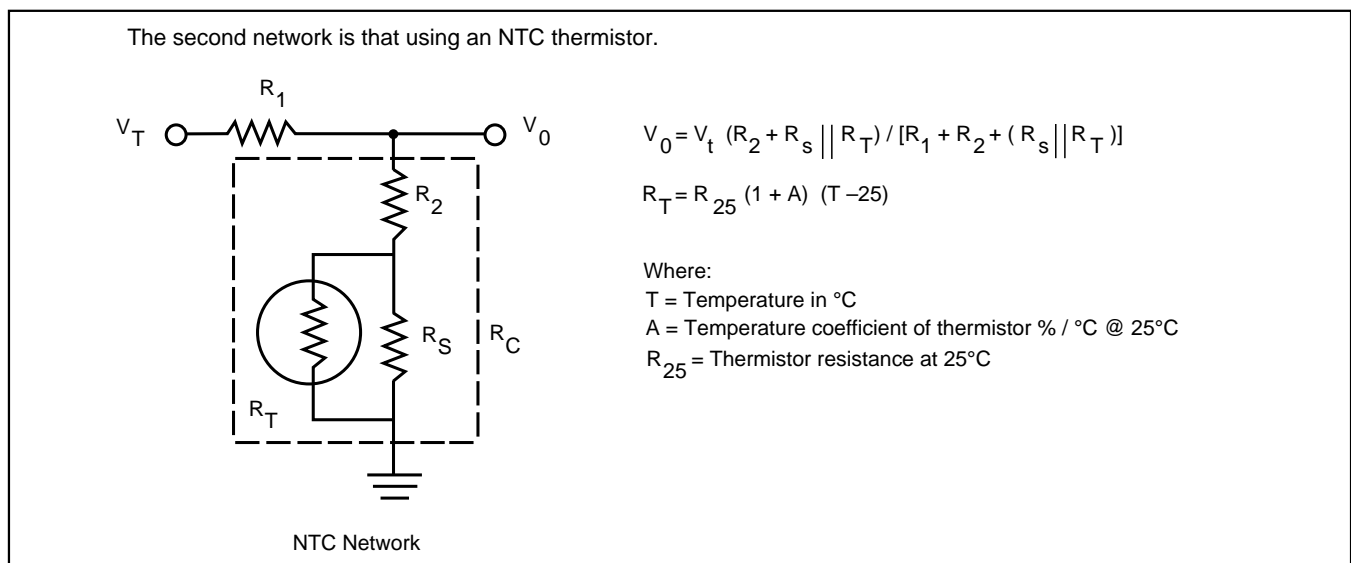 The second network is that using an NTC thermistor.
R1
VT
V0
R2
RS
RC
RT
NTC Network
V0 = Vt (R2 + Rs || RT) / [R1 + R2 + ( Rs || RT )]
RT = R25 (1 + A) (T –25)
Where:
T = Temperature in °C
A = Temperature coefficient of thermistor % / °C @ 25°C
R25 = Thermistor resistance at 25°C